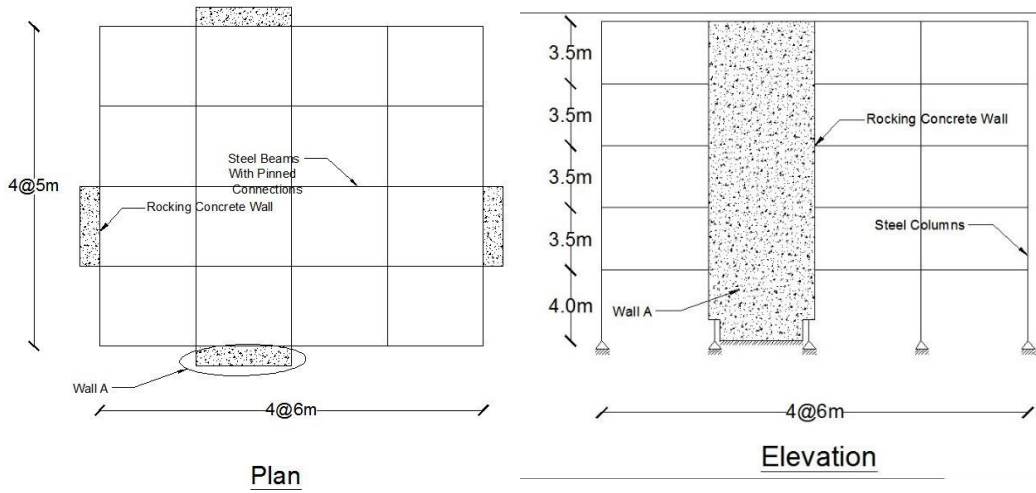 Steel Beams
With Pinned
Connections
4@5m
Rocking Concrete Wall
Wall A
4@6m
Plan
3.5m
3.5m
Rocking Concrete Wall
3.5m
3.5m
Steel Columns
4.0m
Wall A
4@6m
Elevation